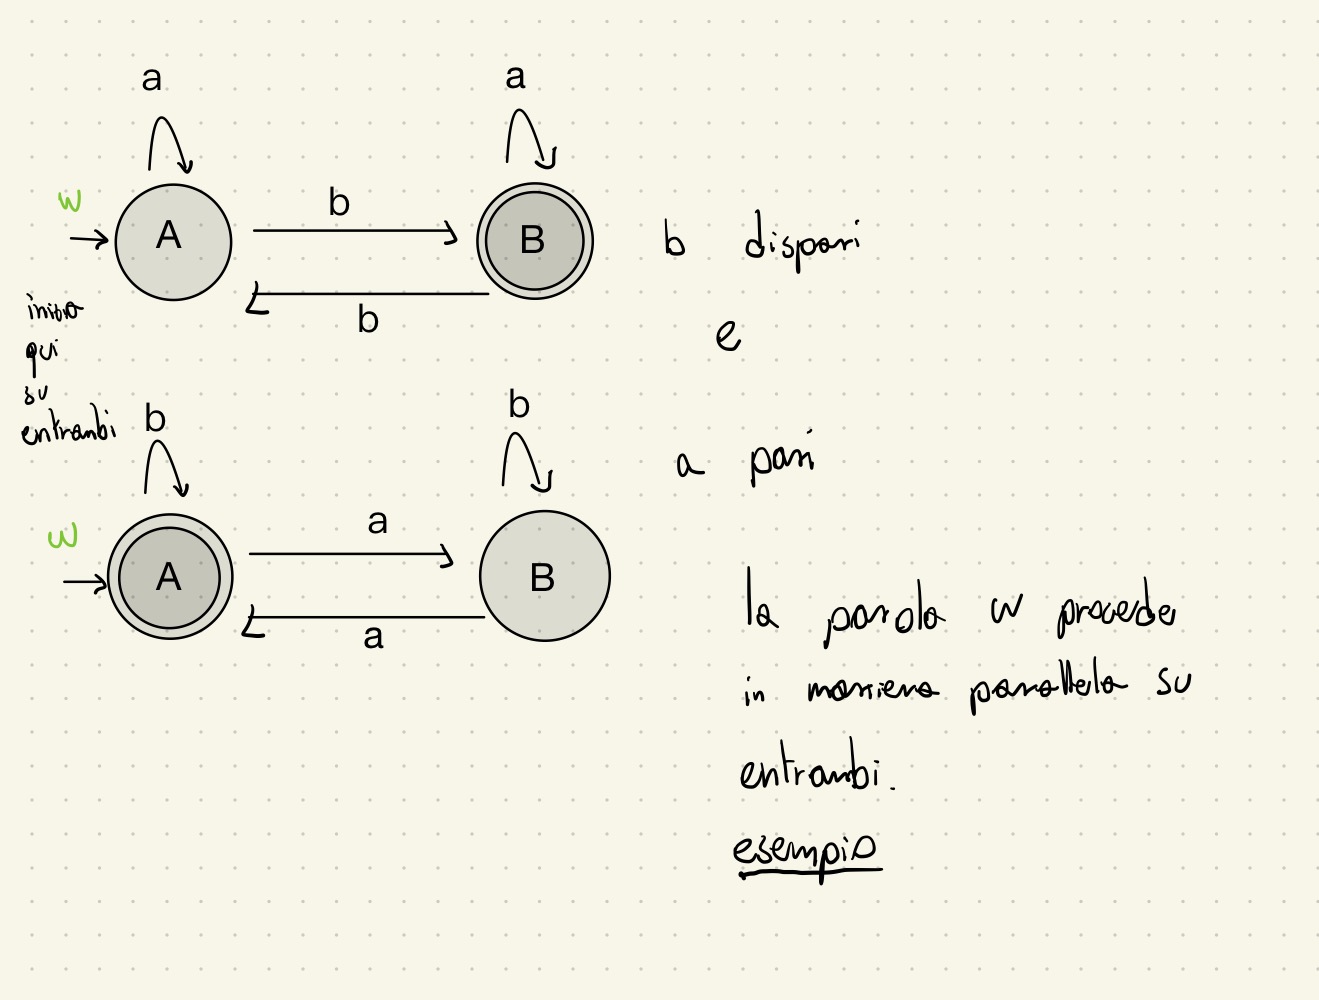 a
a
w
A
b
B
b dispari
b
inizia
qui
su
entrambi
e
b
b
a pari
w
A
a
B
a
la parola w procede
in maniera parallela su
entrambi.
esempio